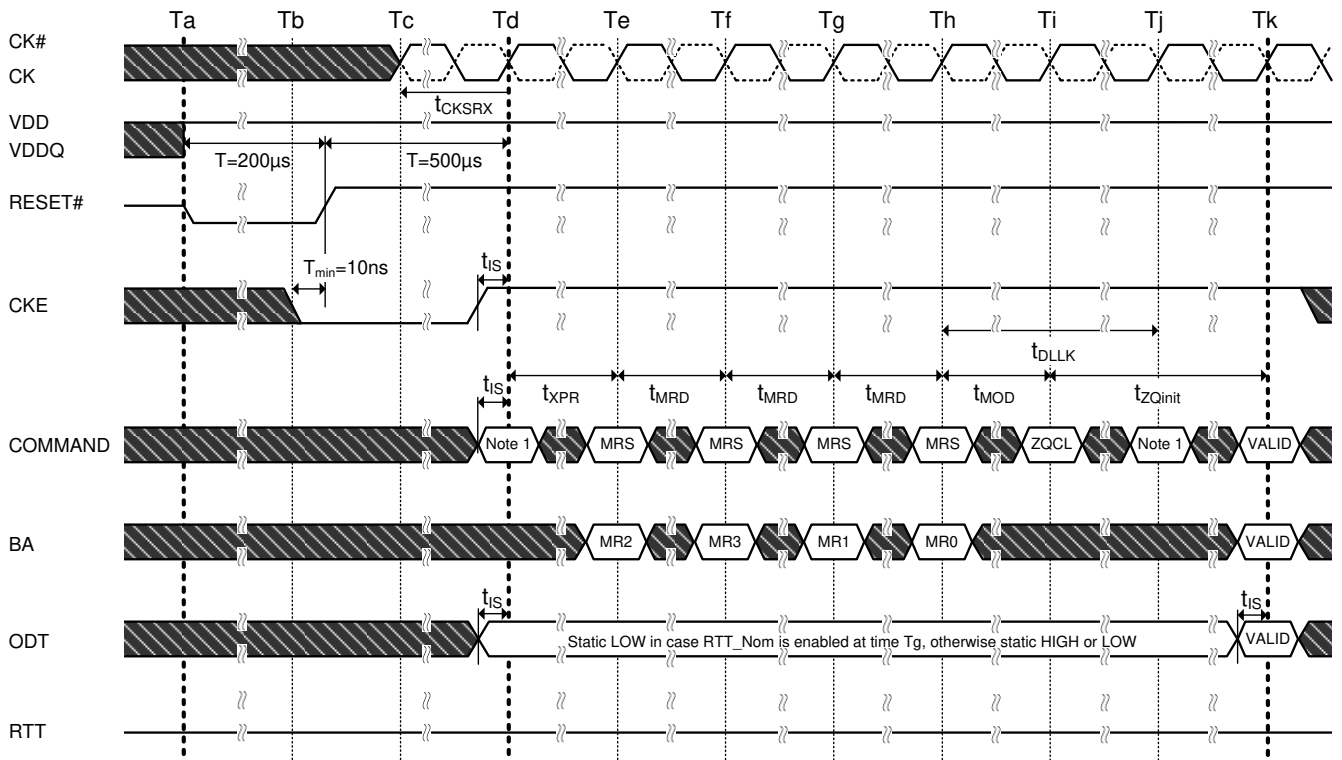 Ta Tb Tc Td Te Tf Tg Th Ti Tj Tk
CK#
CK
tCKSRX
VDD
VDDQ
T=200µs T=500µs
RESET#
Tmin=10ns tIS
CKE
tDLLK
tIS tXPR tMRD tMRD tMRD tMOD tZQinit
COMMAND Note 1 MRS MRS MRS MRS ZQCL Note 1 VALID
BA MR2 MR3 MR1 MR0 VALID
tIS tIS
ODT Static LOW in case RTT_Nom is enabled at time Tg, otherwise static HIGH or LOW VALID
RTT